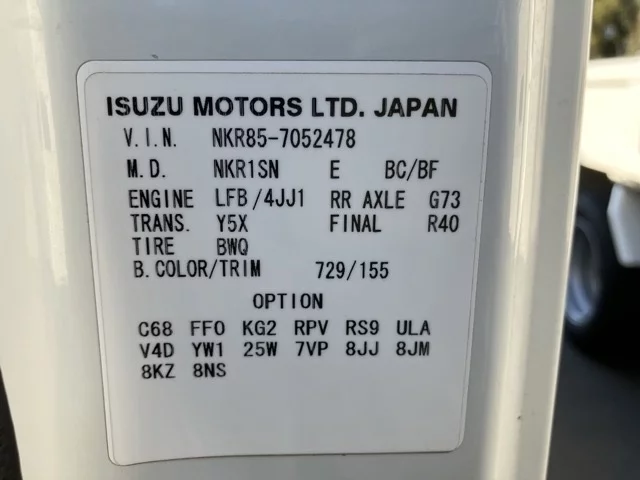 ISUZU MOTORS LTD. JAPAN
V.I.N. NKR85-7052478
M.D. NKR1SN E BC/BF
ENGINE LFB/4JJ1 RR AXLE G73
TRANS. Y5X FINAL R40
TIRE BWQ
B.COLOR/TRIM 729/155
OPTION
C68 FF0 KG2 RPV RS9 ULA
V4D YW1 25W 7VP 8JJ 8JM
8KZ 8NS